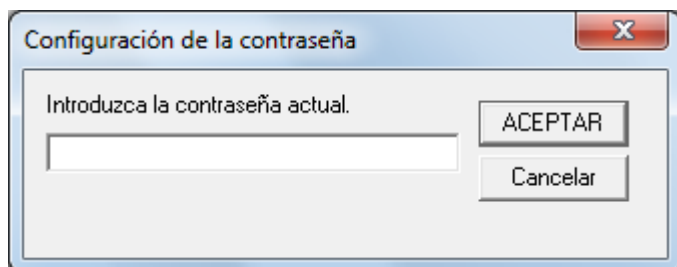 Configuración de la contraseña
Introduzca la contraseña actual.
ACEPTAR
Cancelar